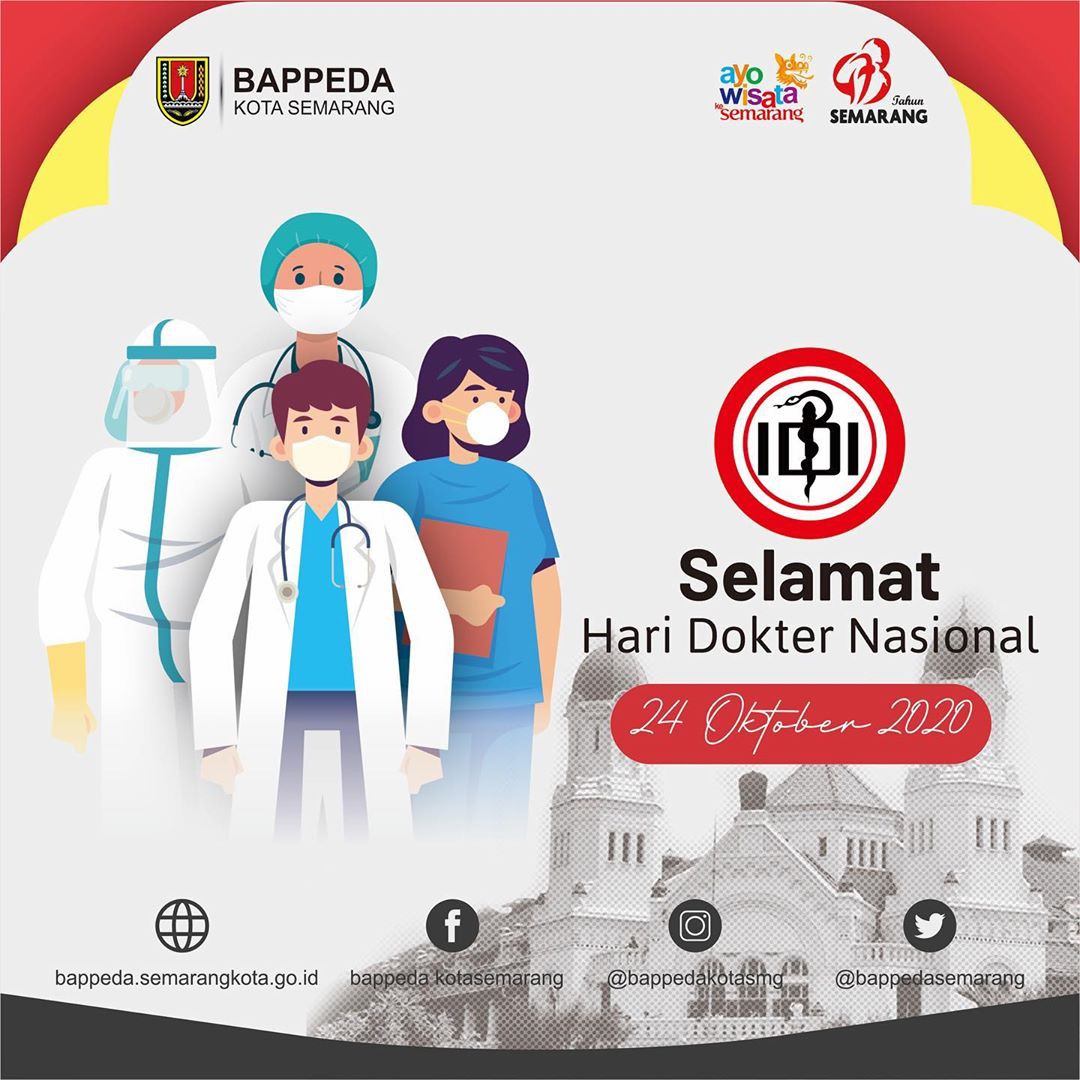 BAPPEDA
KOTA SEMARANG
ayo
wisata
ke
semarang
Tahun
SEMARANG
IDI
Selamat
Hari Dokter Nasional
24 Oktober 2020
bappeda.semarangkota.go.id
bappeda.kotasemarang
@bappedakotasmg
@bappedasemarang